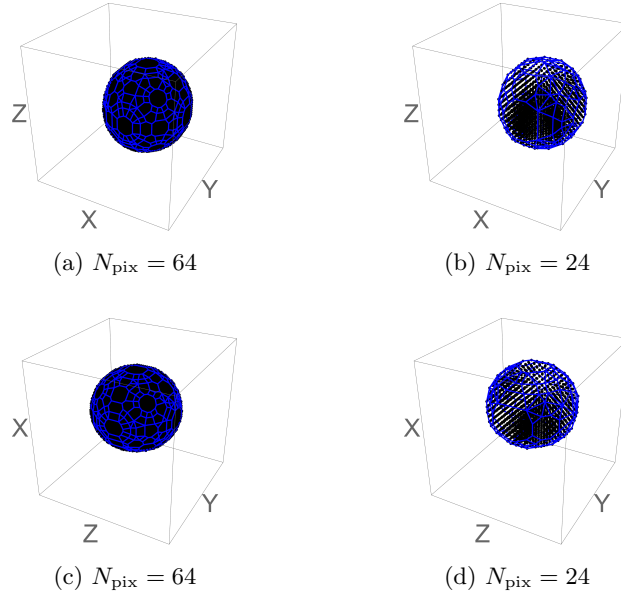 Z
X
Y
(a) N_pix = 64
Z
X
Y
(b) N_pix = 24
X
Z
Y
(c) N_pix = 64
X
Z
Y
(d) N_pix = 24